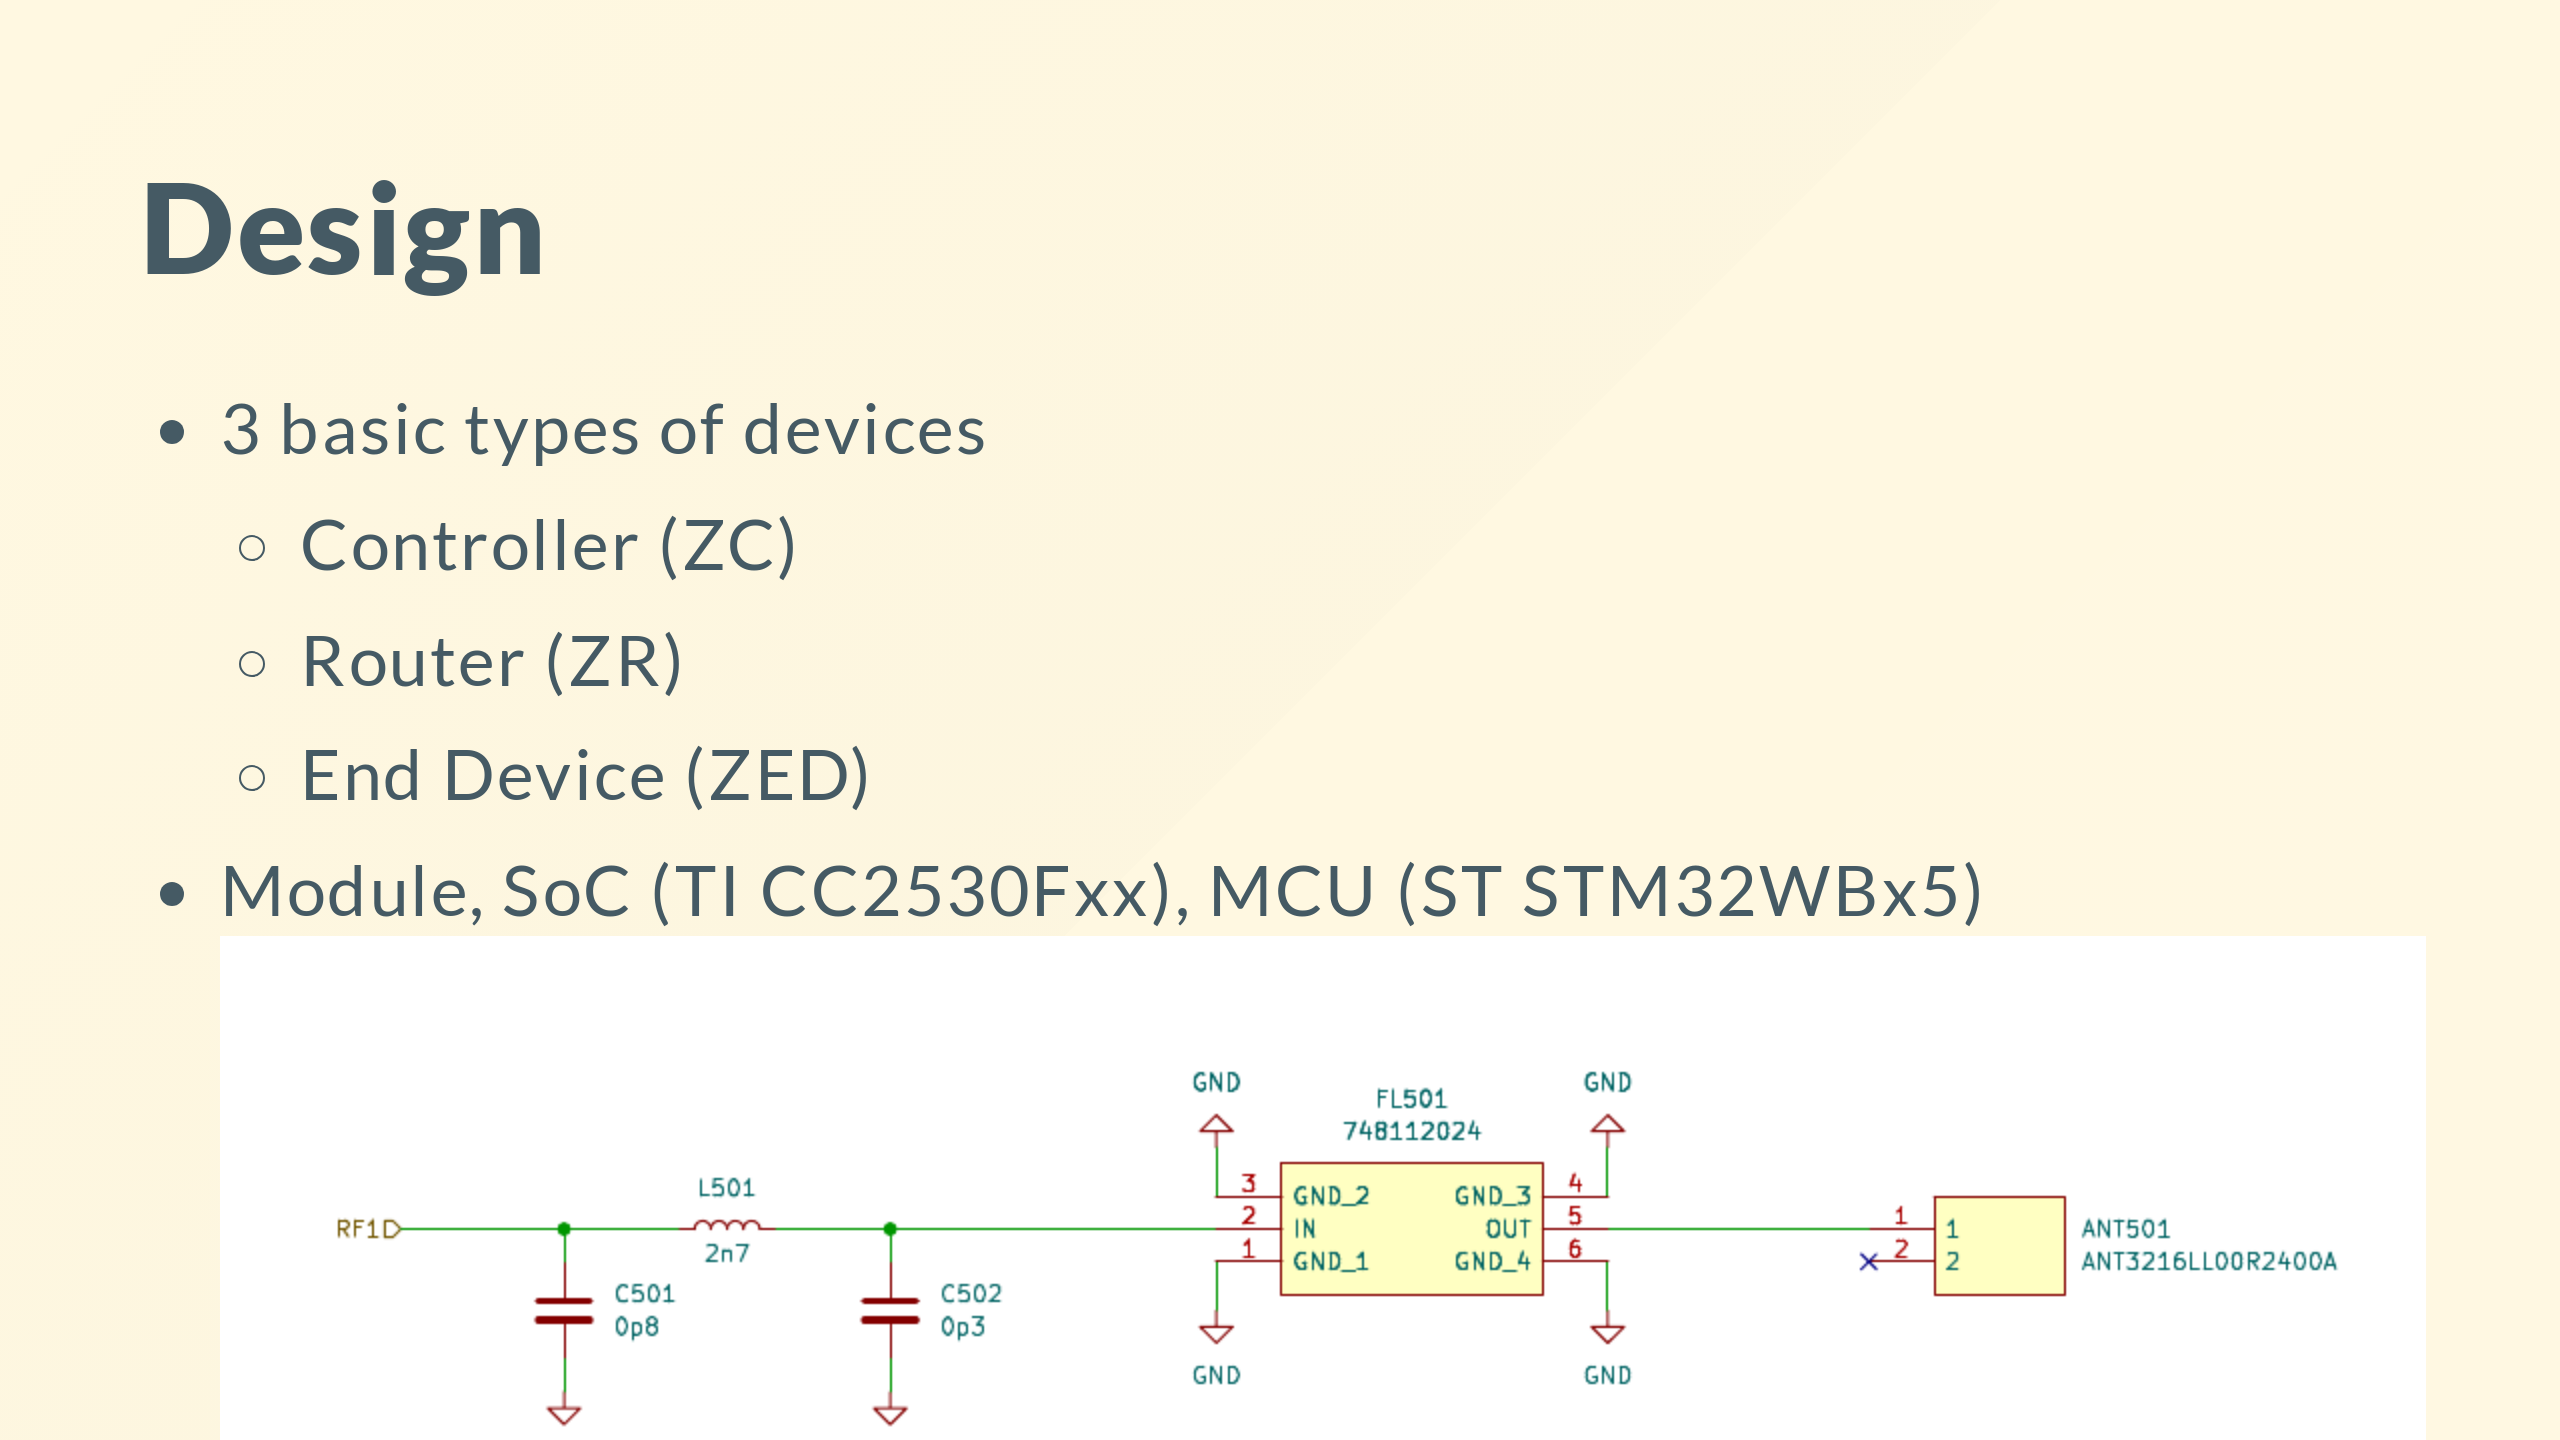 Design
3 basic types of devices
Controller (ZC)
Router (ZR)
End Device (ZED)
Module, SoC (TI CC2530Fxx), MCU (ST STM32WBx5)
GND
GND
FL501
748112024
L501
3
GND_2
GND_3
4
RF1
2
IN
OUT
5
1
1
ANT501
2n7
1
GND_1
GND_4
6
2
2
ANT3216LL00R2400A
C501
0p8
C502
0p3
GND
GND